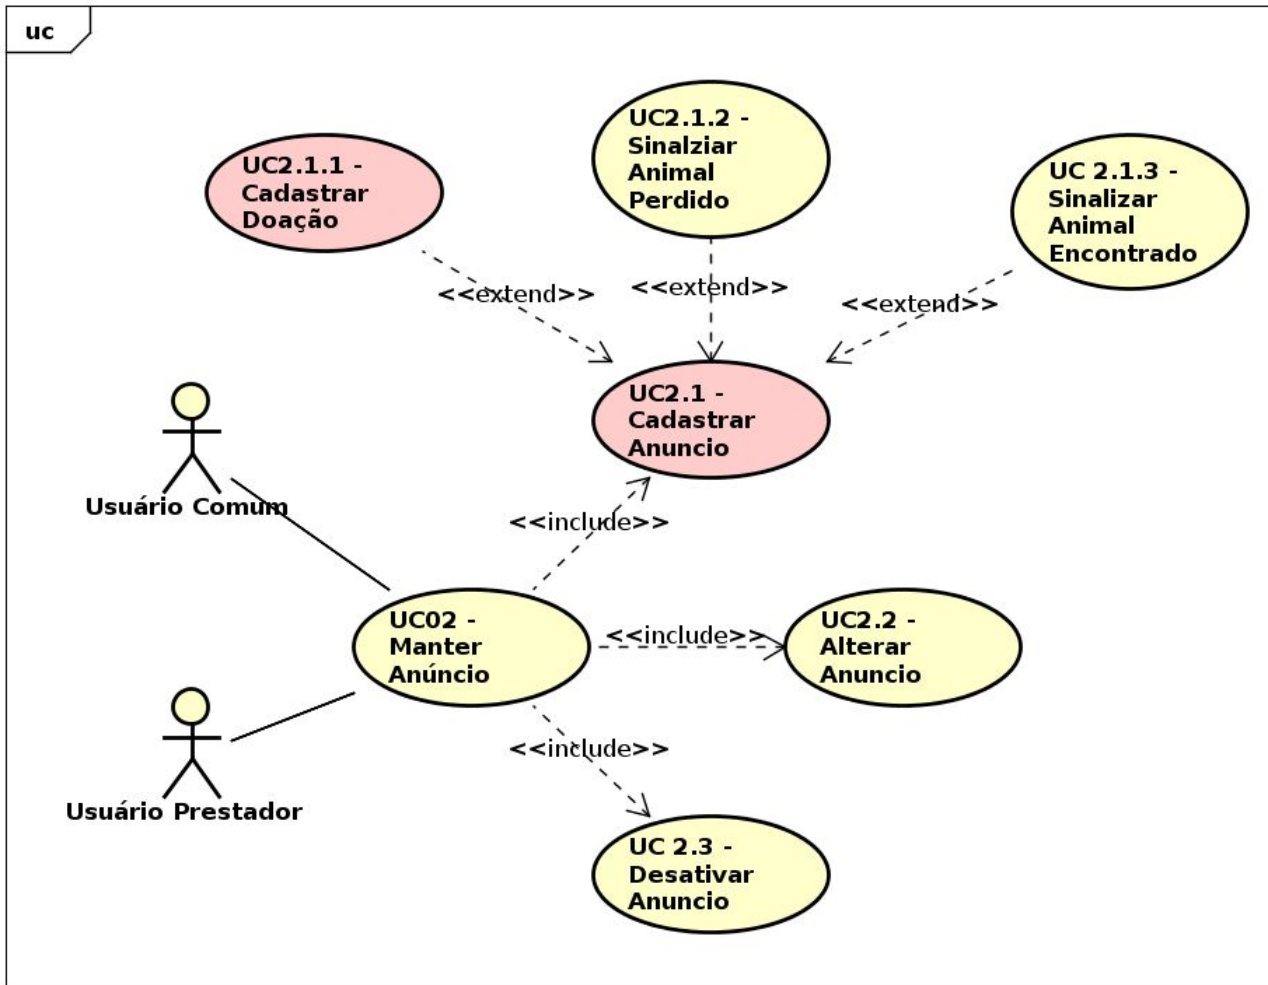 uc
UC2.1.2 -
Sinalziar
Animal
Perdido
UC2.1.1 -
Cadastrar
Doação
UC 2.1.3 -
Sinalizar
Animal
Encontrado
<<extend>>
<<extend>>
<<extend>>
UC2.1 -
Cadastrar
Anuncio
Usuário Comum
<<include>>
UC02 -
Manter
Anúncio
<<include>>
UC2.2 -
Alterar
Anuncio
<<include>>
Usuário Prestador
UC 2.3 -
Desativar
Anuncio